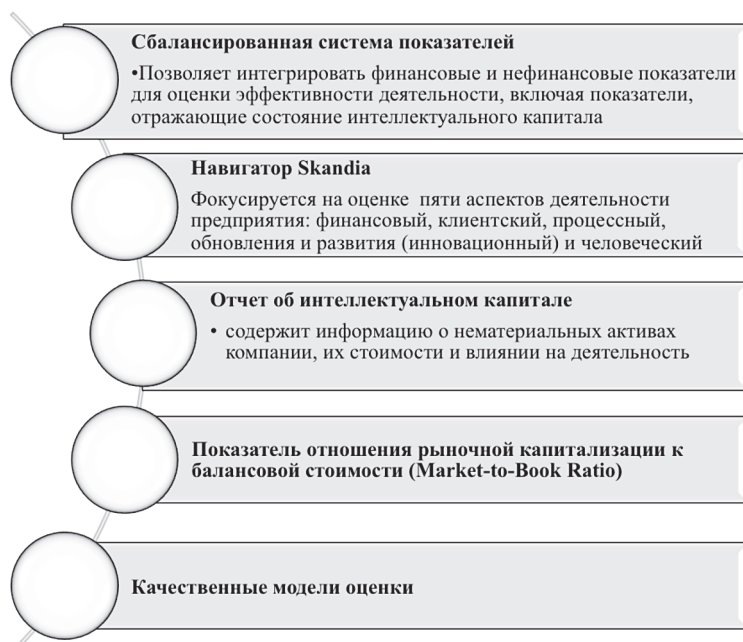 Сбалансированная система показателей
•Позволяет интегрировать финансовые и нефинансовые показатели
для оценки эффективности деятельности, включая показатели,
отражающие состояние интеллектуального капитала
Навигатор Skandia
Фокусируется на оценке пяти аспектов деятельности
предприятия: финансовый, клиентский, процессный,
обновления и развития (инновационный) и человеческий
Отчет об интеллектуальном капитале
• содержит информацию о нематериальных активах
компании, их стоимости и влиянии на деятельность
Показатель отношения рыночной капитализации к
балансовой стоимости (Market-to-Book Ratio)
Качественные модели оценки